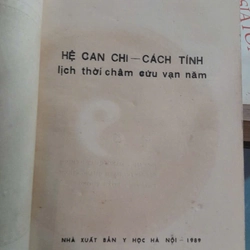 HỆ CAN CHI — CÁCH TÍNH
lịch thời châm cứu vạn năm
NHÀ XUẤT BẢN Y HỌC HÀ NỘI - 1989